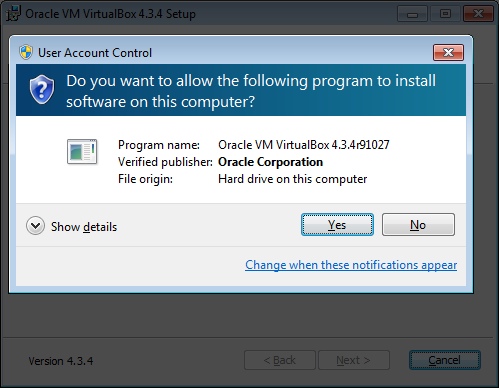 Oracle VM VirtualBox 4.3.4 Setup
User Account Control
Do you want to allow the following program to install
software on this computer?
Program name: Oracle VM VirtualBox 4.3.4r91027
Verified publisher: Oracle Corporation
File origin: Hard drive on this computer
Show details
Yes
No
Change when these notifications appear
Version 4.3.4
< Back
Next >
Cancel